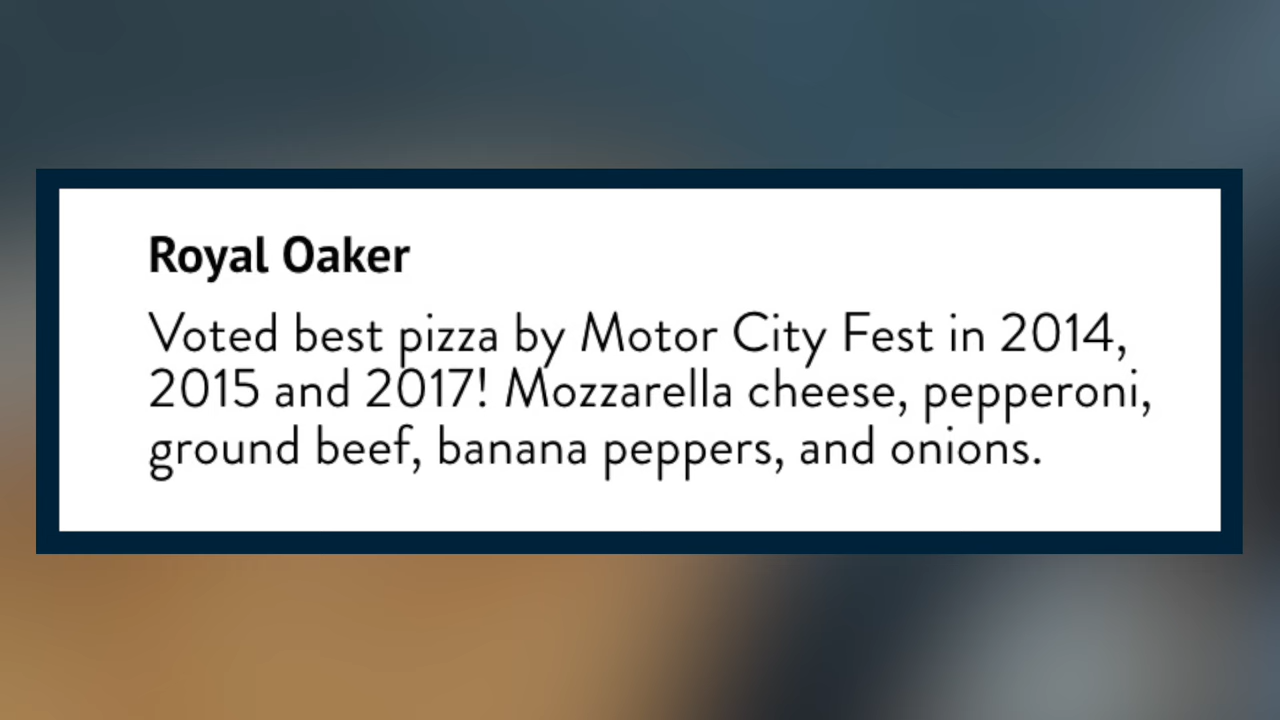 Royal Oaker
Voted best pizza by Motor City Fest in 2014,
2015 and 2017! Mozzarella cheese, pepperoni,
ground beef, banana peppers, and onions.